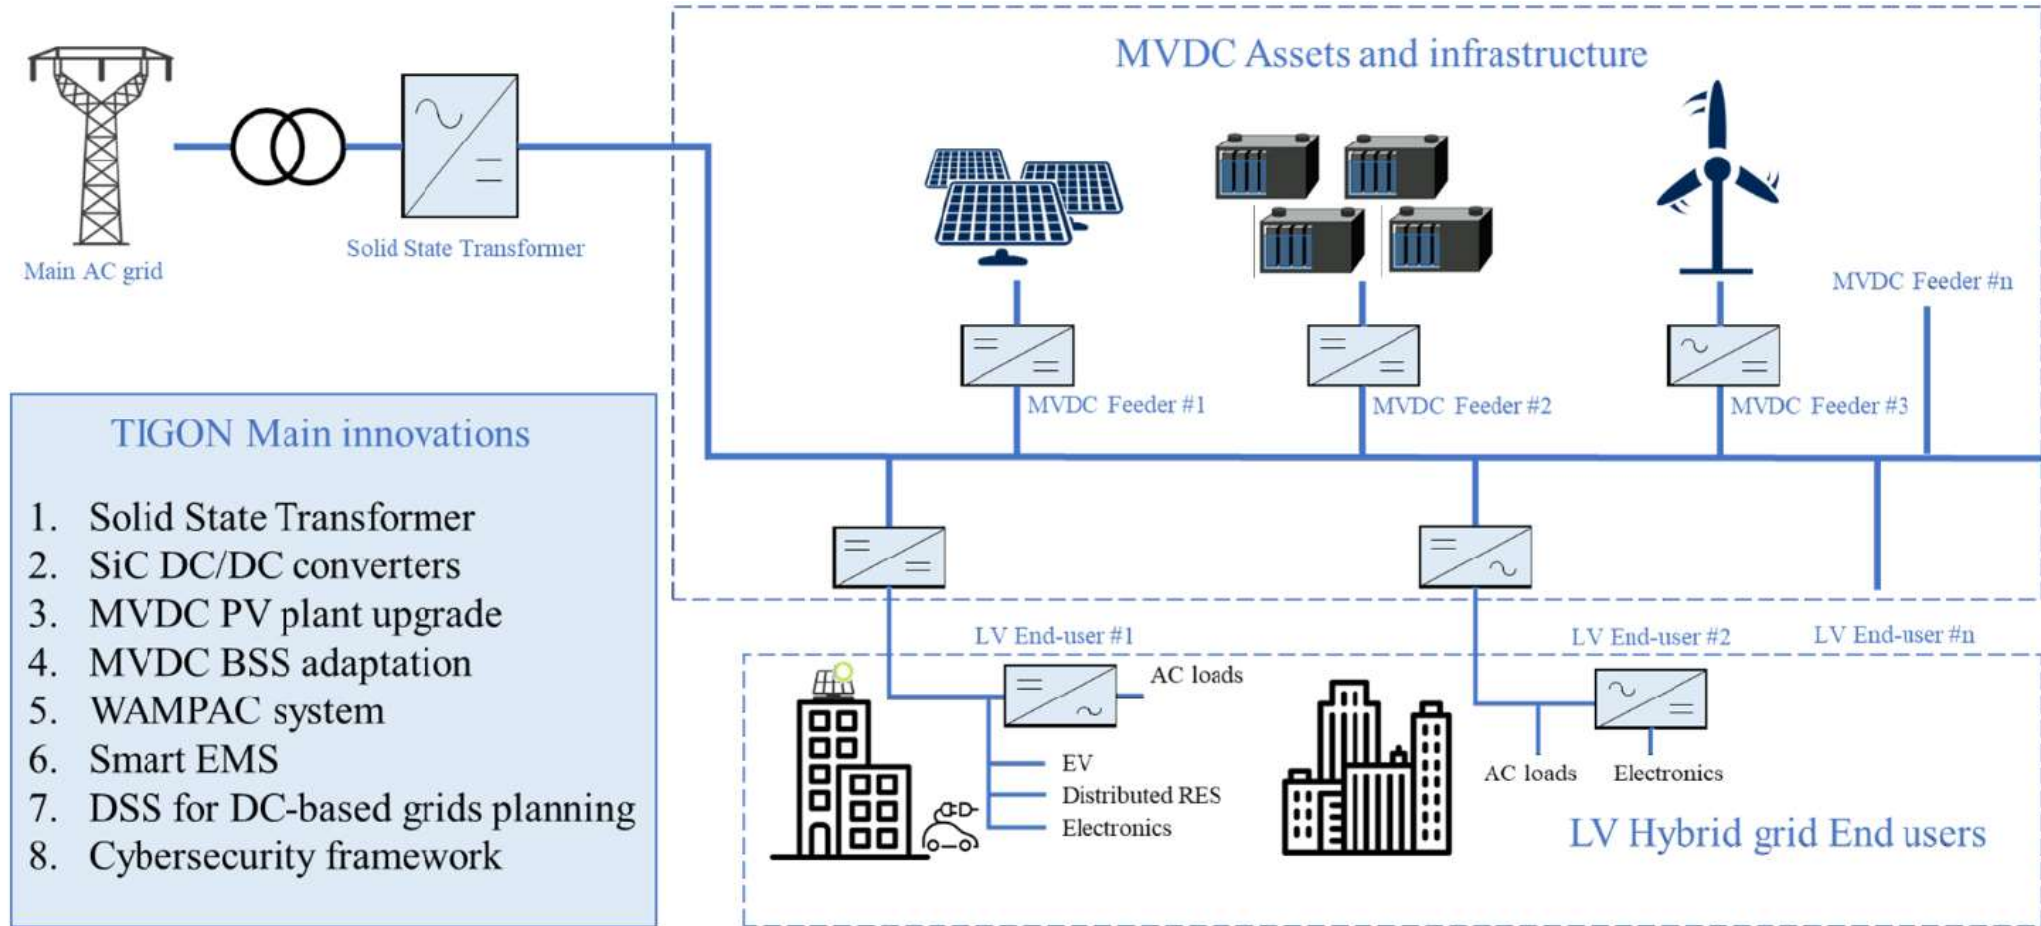 MVDC Assets and infrastructure
Main AC grid
Solid State Transformer
MVDC Feeder #n
MVDC Feeder #1
MVDC Feeder #2
MVDC Feeder #3
TIGON Main innovations
1. Solid State Transformer
2. SiC DC/DC converters
3. MVDC PV plant upgrade
4. MVDC BSS adaptation
5. WAMPAC system
6. Smart EMS
7. DSS for DC-based grids planning
8. Cybersecurity framework
LV End-user #1
LV End-user #2
LV End-user #n
AC loads
EV
Distributed RES
Electronics
AC loads
Electronics
LV Hybrid grid End users